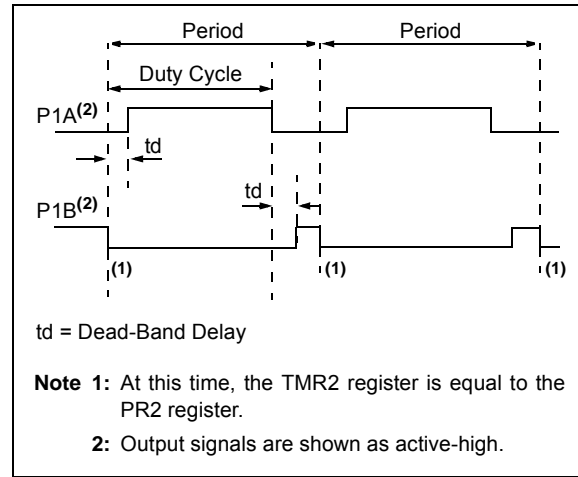 Period Period
Duty Cycle
P1A(2)
td
td
P1B(2)
(1) (1) (1)
td = Dead-Band Delay
Note 1: At this time, the TMR2 register is equal to the
PR2 register.
2: Output signals are shown as active-high.